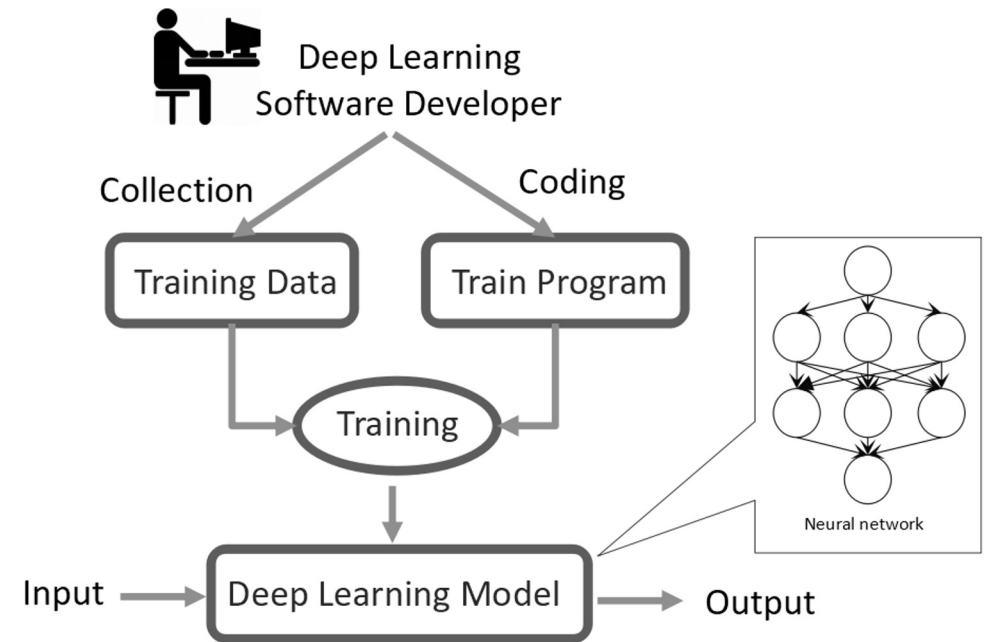 Deep Learning
Software Developer
Collection
Coding
Training Data
Train Program
Training
Neural network
Input
Deep Learning Model
Output